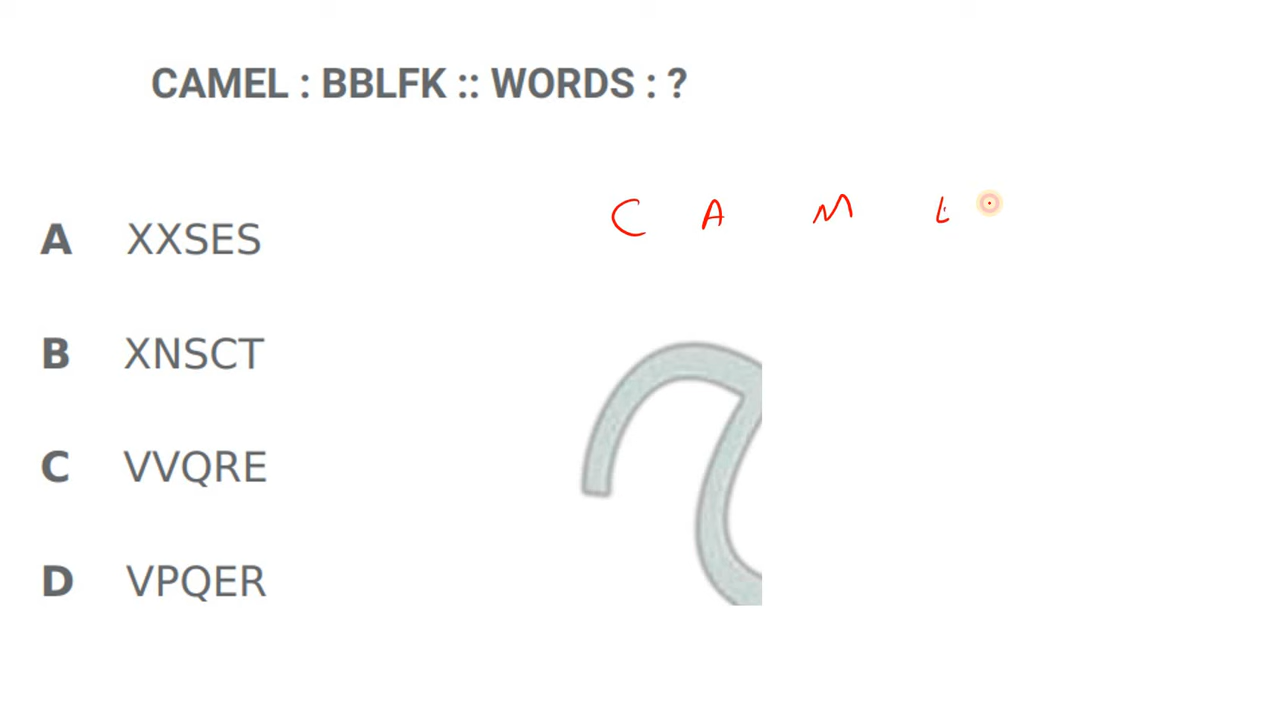 CAMEL : BBLFK :: WORDS : ?
A XXSES
C A M E
B XNSCT
C VVQRE
D VPQER